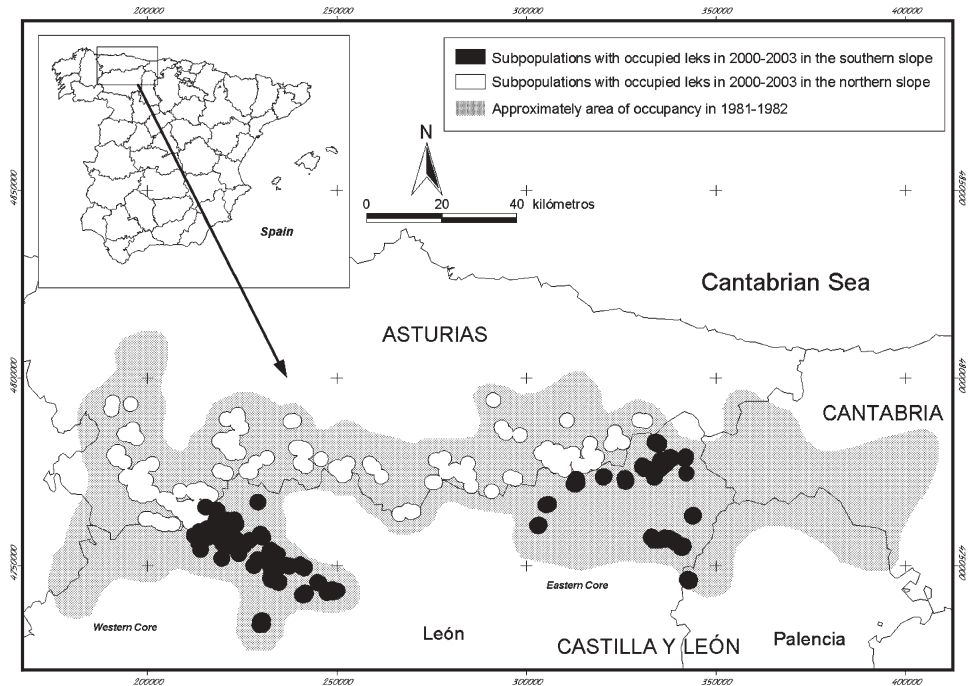 200000 250000 300000 350000 400000
Subpopulations with occupied leks in 2000-2003 in the southern slope
Subpopulations with occupied leks in 2000-2003 in the northern slope
Approximately area of occupancy in 1981-1982
N
4850000 4850000
0 20 40 kilómetros
Spain
Cantabrian Sea
ASTURIAS
4800000 4800000
CANTABRIA
4750000 4750000
Eastern Core
Western Core
León
CASTILLA Y LEÓN
Palencia
200000 250000 300000 350000 400000